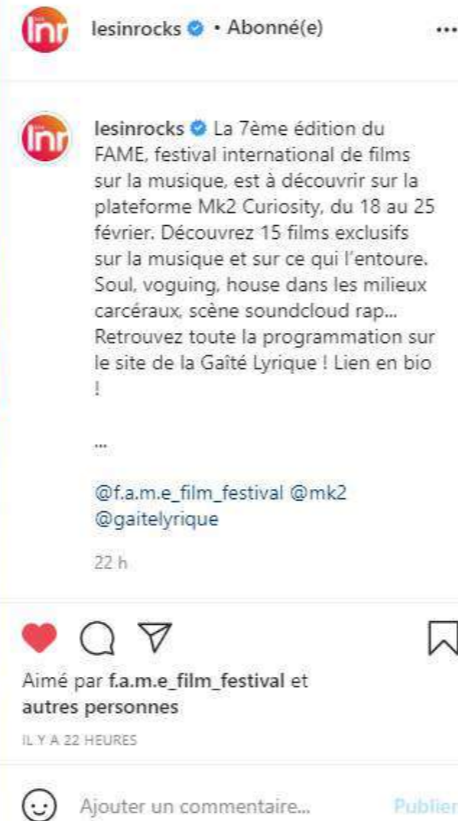 Inr lesinrocks • Abonné(e) ...
Inr lesinrocks La 7ème édition du
FAME, festival international de films
sur la musique, est à découvrir sur la
plateforme Mk2 Curiosity, du 18 au 25
février. Découvrez 15 films exclusifs
sur la musique et sur ce qui l'entoure.
Soul, voguing, house dans les milieux
carcéraux, scène soundcloud rap...
Retrouvez toute la programmation sur
le site de la Gaîté Lyrique ! Lien en bio
!
...
@f.a.m.e_film_festival @mk2
@gaitelyrique
22 h
Aimé par f.a.m.e_film_festival et
autres personnes
IL Y A 22 HEURES
Ajouter un commentaire... Publier